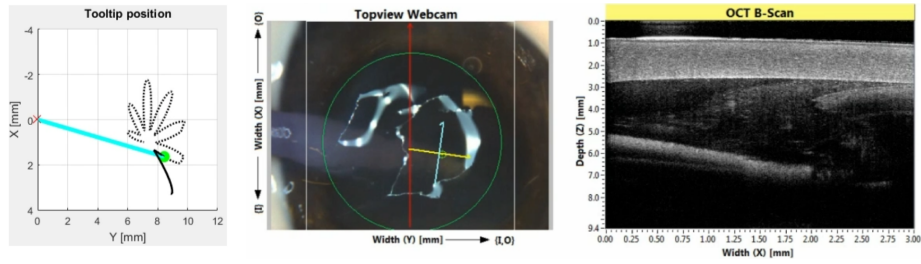 Tooltip position
-4
-2
0
2
4
X [mm]
0 2 4 6 8 10 12
Y [mm]
Topview Webcam
(O)
Width (X) [mm]
(I)
Width (Y) [mm] (I,O)
OCT B-Scan
0.0
1.0
2.0
3.0
4.0
5.0
6.0
7.0
8.0
9.4
Depth (Z) [mm]
0.00 0.25 0.50 0.75 1.00 1.25 1.50 1.75 2.00 2.25 2.50 2.75 3.00
Width (X) [mm]